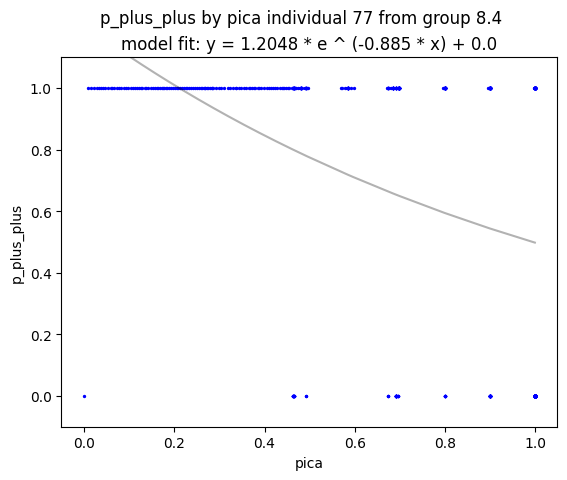 p_plus_plus by pica individual 77 from group 8.4
model fit: y = 1.2048 * e ^ (-0.885 * x) + 0.0
1.0
0.8
0.6
0.4
0.2
0.0
p_plus_plus
0.0 0.2 0.4 0.6 0.8 1.0
pica